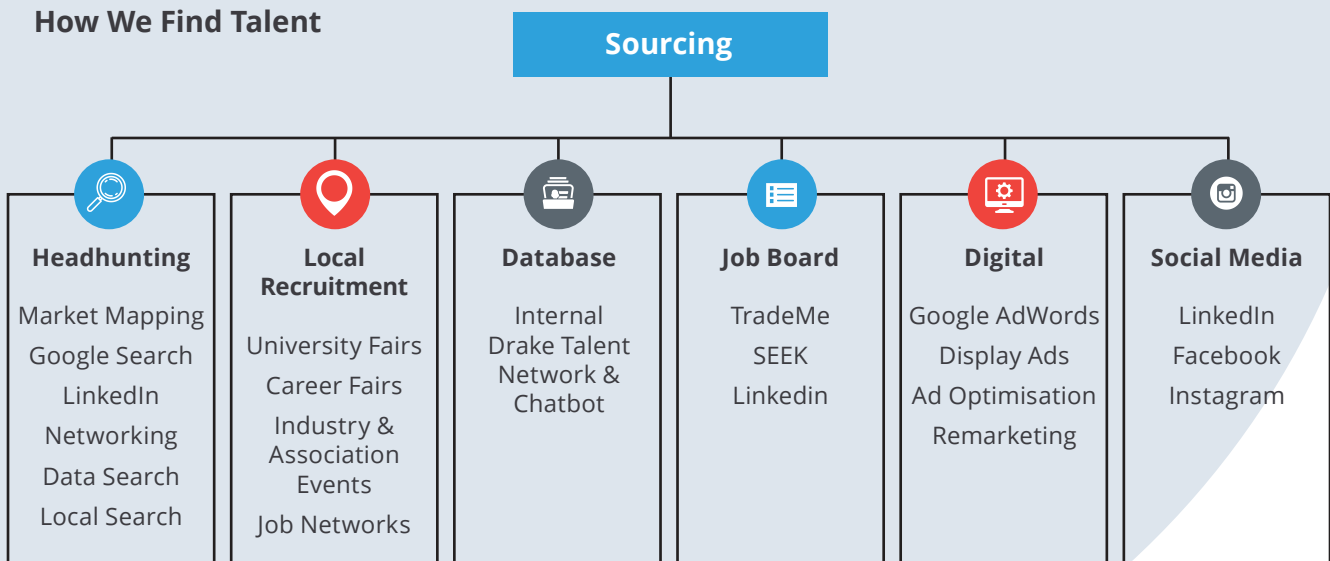 How We Find Talent
Sourcing
Headhunting
Market Mapping
Google Search
LinkedIn
Networking
Data Search
Local Search
Local
Recruitment
University Fairs
Career Fairs
Industry &
Association
Events
Job Networks
Database
Internal
Drake Talent
Network &
Chatbot
Job Board
TradeMe
SEEK
Linkedin
Digital
Google AdWords
Display Ads
Ad Optimisation
Remarketing
Social Media
LinkedIn
Facebook
Instagram